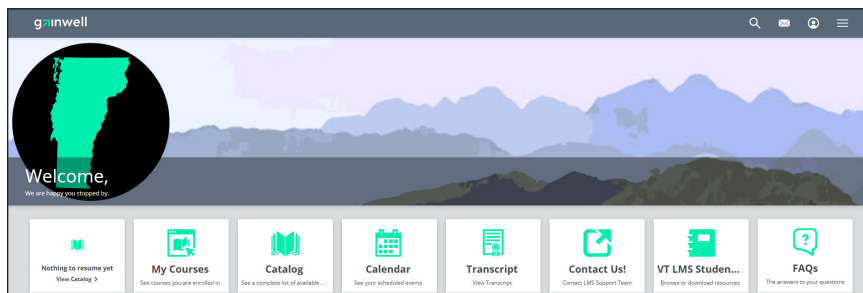 gainwell
Welcome,
We are happy you stopped by.
Nothing to resume yet
View Catalog >
My Courses
See courses you are enrolled in
Catalog
See a complete list of available ...
Calendar
See your scheduled events
Transcript
View Transcript
Contact Us!
Contact LMS Support Team
VT LMS Studen...
Browse or download resources
FAQs
The answers to your questions